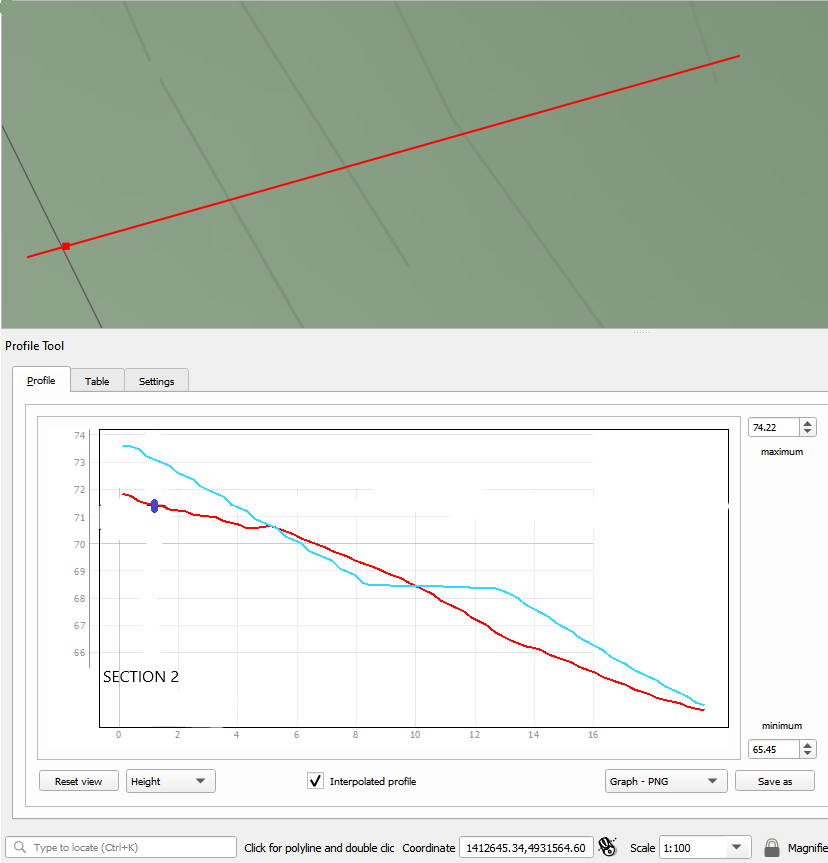 Profile Tool
Profile Table Settings
74
73
72
71
70
69
68
67
66
SECTION 2
0 2 4 6 8 10 12 14 16
74.22
maximum
minimum
65.45
Reset view Height Interpolated profile Graph - PNG Save as
Type to locate (Ctrl+K) Click for polyline and double clic Coordinate 1412645.34,4931564.60 Scale 1:100 Magnifie